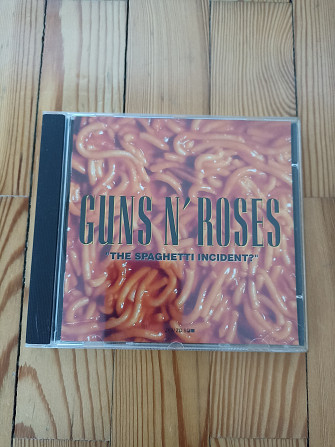 GUNS N' ROSES
"THE SPAGHETTI INCIDENT?"